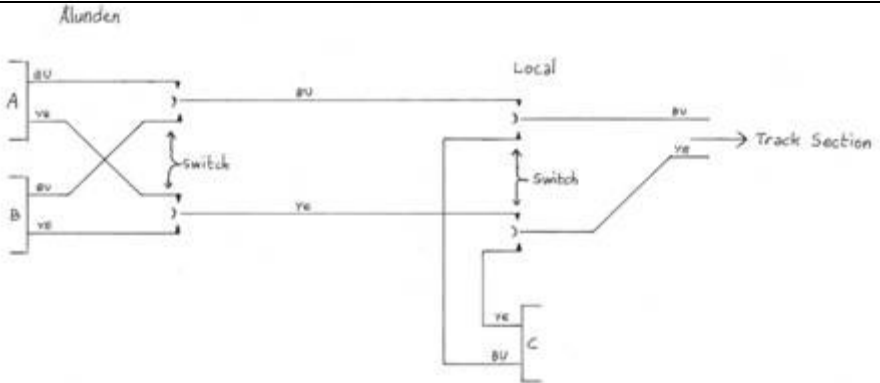 Ålunden
A
BU
YE
B
BU
YE
Switch
BU
YE
Local
Switch
BU
YE
Track Section
YE
BU
C